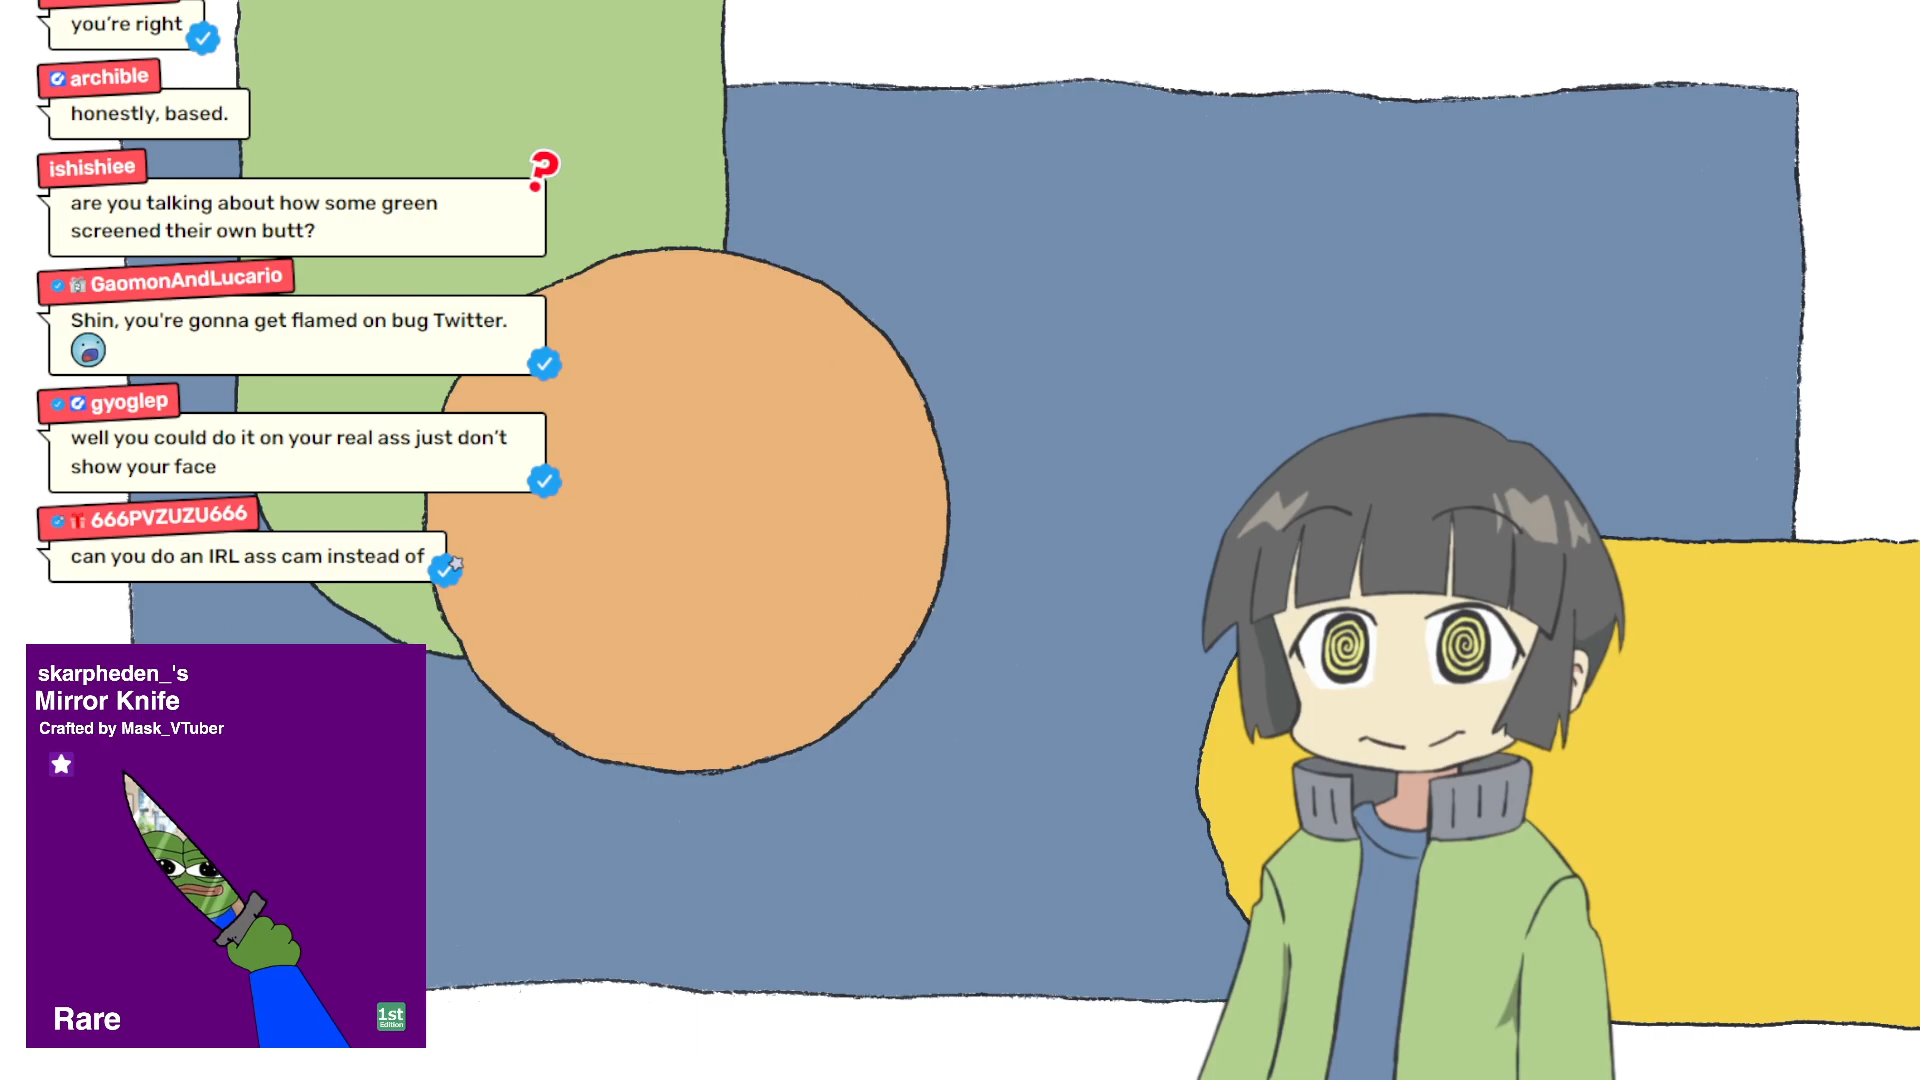 you're right
archible
honestly, based.
ishishiee
?
are you talking about how some green
screened their own butt?
GaomonAndLucario
Shin, you're gonna get flamed on bug Twitter.
gyoglep
well you could do it on your real ass just don't
show your face
666PVZUZU666
can you do an IRL ass cam instead of
skarpheden_'s
Mirror Knife
Crafted by Mask_VTuber
Rare
1st
Edition